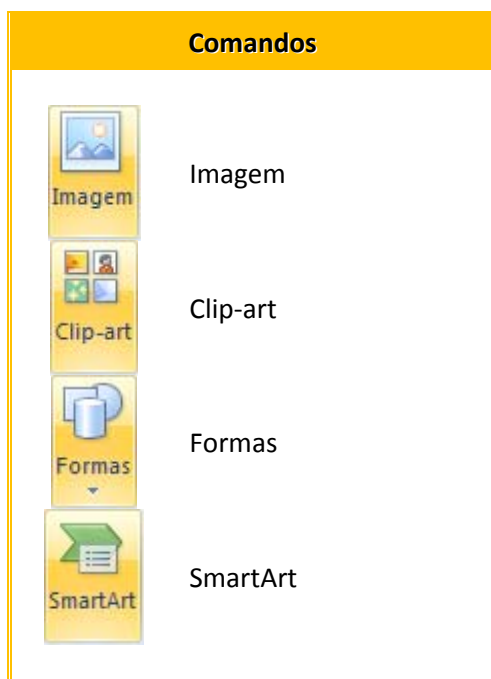 Comandos
Imagem
Imagem
Clip-art
Clip-art
Formas
Formas
SmartArt
SmartArt